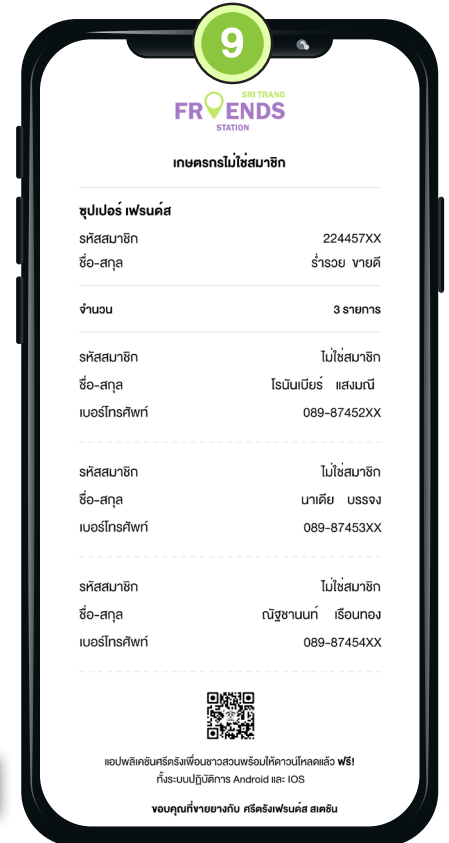 9
SRI TRANG
FRIENDS
STATION
เกษตรกรไม่ใช่สมาชิก
ซุปเปอร์ เฟรนด์ส
รหัสสมาชิก 224457XX
ชื่อ-สกุล ร่ำรวย ขายดี
จำนวน 3 รายการ
รหัสสมาชิก ไม่ใช่สมาชิก
ชื่อ-สกุล โรนันเบียร์ แสงมณี
เบอร์โทรศัพท์ 089-87452XX
รหัสสมาชิก ไม่ใช่สมาชิก
ชื่อ-สกุล นาเดีย บรรจง
เบอร์โทรศัพท์ 089-87453XX
รหัสสมาชิก ไม่ใช่สมาชิก
ชื่อ-สกุล ณัฐชานนท์ เรือนทอง
เบอร์โทรศัพท์ 089-87454XX
แอปพลิเคชันศรีตรังเพื่อนชาวสวนพร้อมให้ดาวน์โหลดแล้ว ฟรี!
ทั้งระบบปฏิบัติการ Android และ IOS
ขอบคุณที่ขายยางกับ ศรีตรังเฟรนด์ส สเตชัน